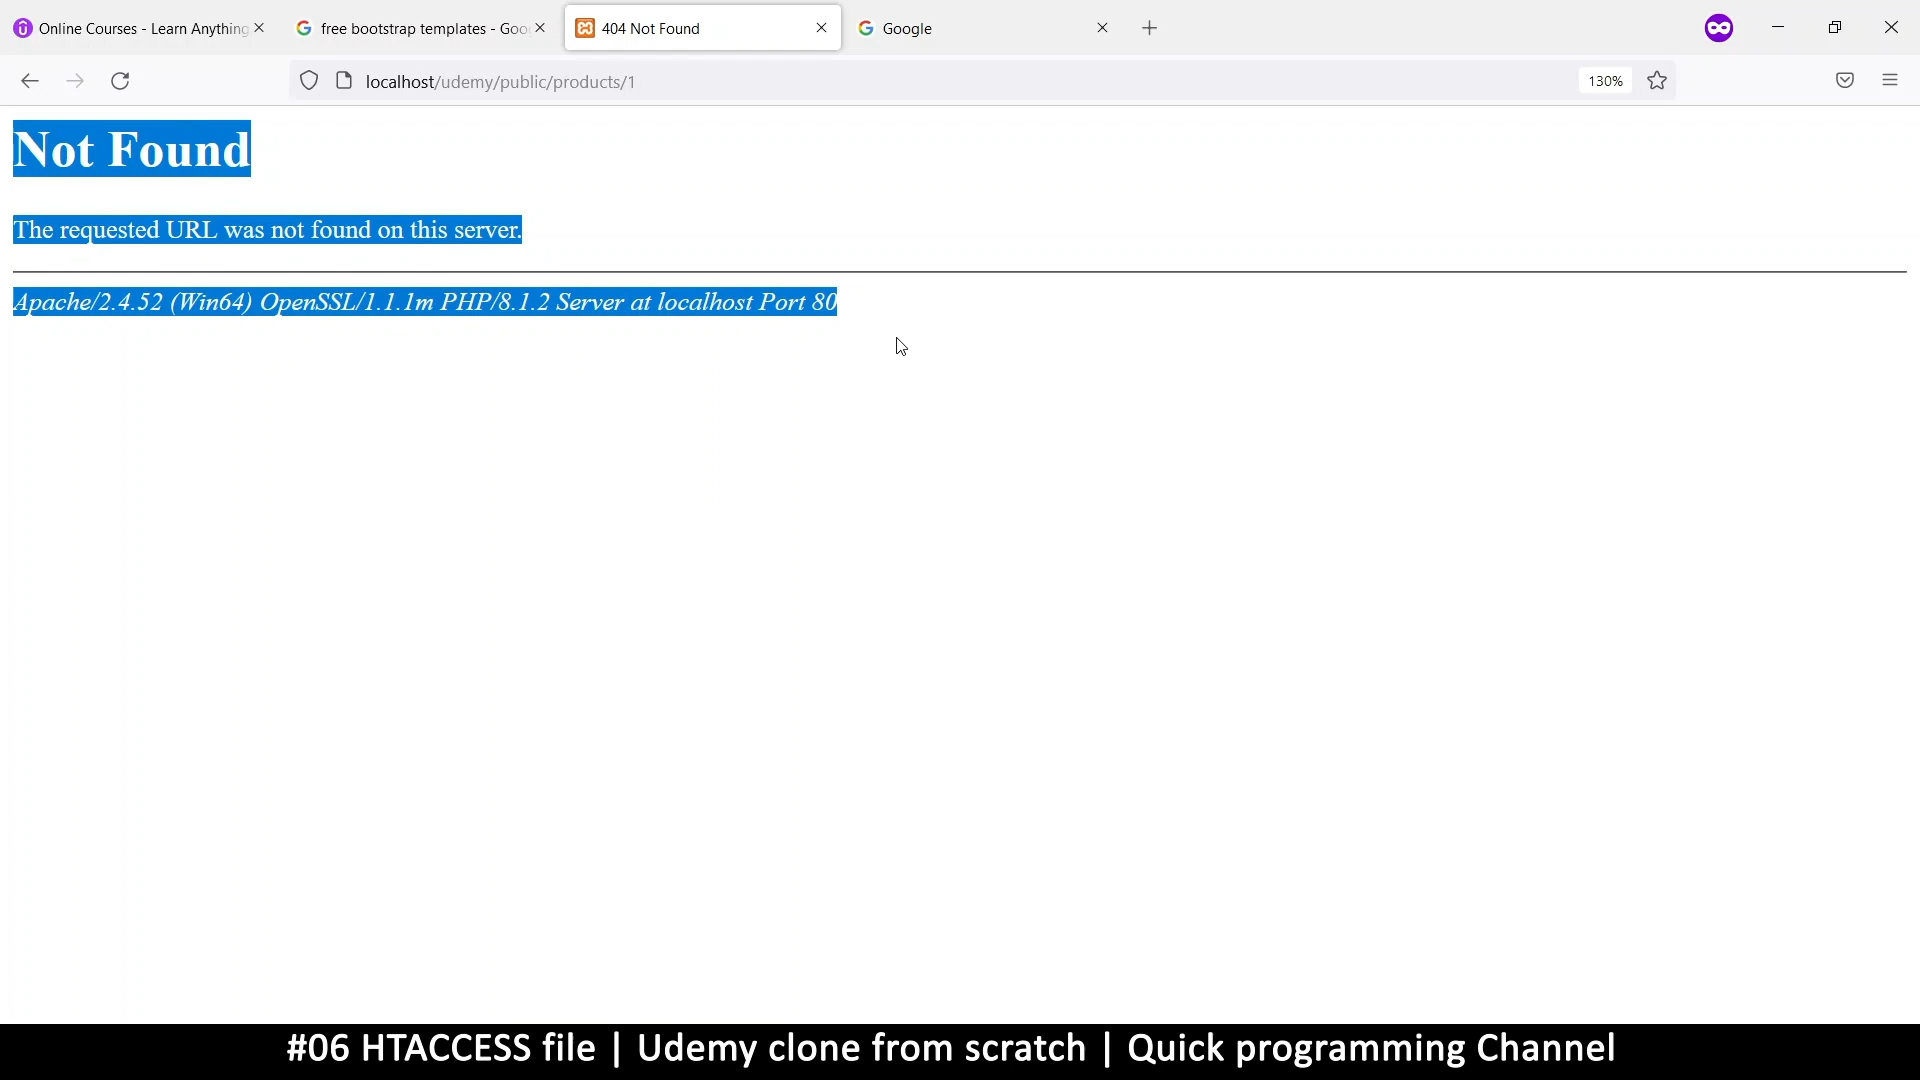 Online Courses - Learn Anything
free bootstrap templates - Goo
404 Not Found
Google
localhost/udemy/public/products/1
130%
Not Found
The requested URL was not found on this server.
Apache/2.4.52 (Win64) OpenSSL/1.1.1m PHP/8.1.2 Server at localhost Port 80
#06 HTACCESS file | Udemy clone from scratch | Quick programming Channel